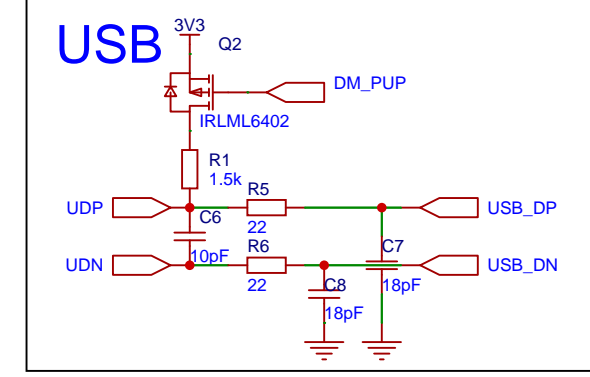 USB
3V3
Q2
DM_PUP
IRLML6402
R1
1.5k
UDP
R5
22
USB_DP
C6
10pF
UDN
R6
22
C7
18pF
USB_DN
C8
18pF